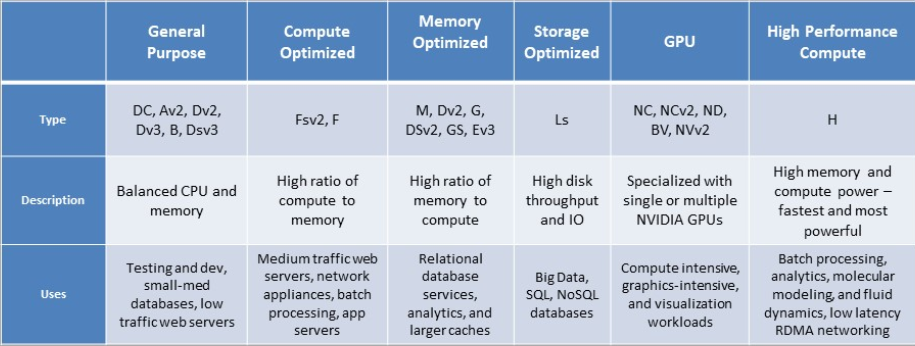 General
Purpose
Compute
Optimized
Memory
Optimized
Storage
Optimized
GPU
High Performance
Compute
Type
DC, Av2, Dv2,
Dv3, B, Dsv3
Fsv2, F
M, Dv2, G,
DSv2, GS, Ev3
Ls
NC, NCv2, ND,
BV, NVv2
H
Description
Balanced CPU and
memory
High ratio of
compute to
memory
High ratio of
memory to
compute
High disk
throughput
and IO
Specialized with
single or multiple
NVIDIA GPUs
High memory and
compute power –
fastest and most
powerful
Uses
Testing and dev,
small-med
databases, low
traffic web servers
Medium traffic web
servers, network
appliances, batch
processing, app
servers
Relational
database
services,
analytics, and
larger caches
Big Data,
SQL, NoSQL
databases
Compute intensive,
graphics-intensive,
and visualization
workloads
Batch processing,
analytics, molecular
modeling, and fluid
dynamics, low latency
RDMA networking